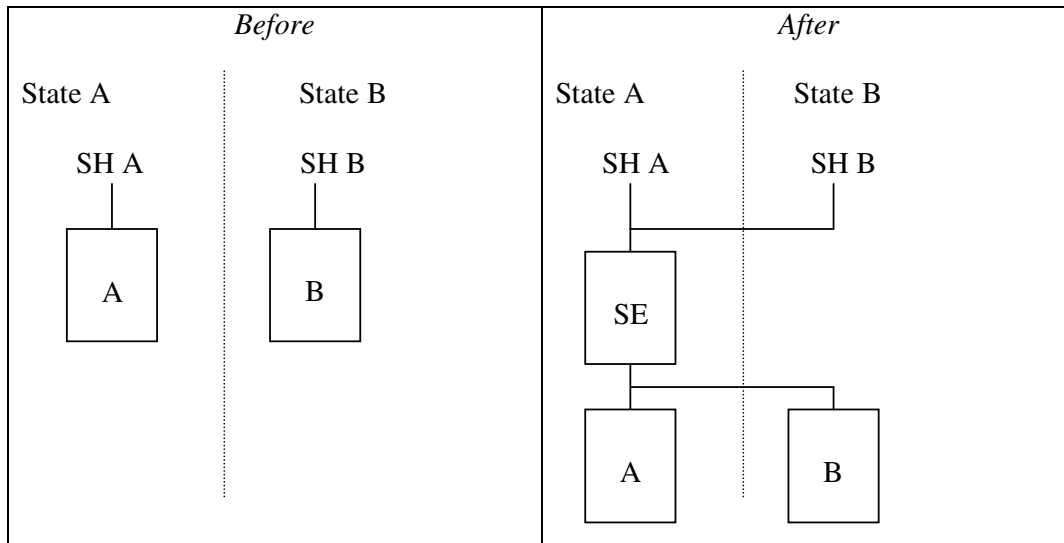 Before
State A State B
SH A SH B
A B
After
State A State B
SH A SH B
SE
A B